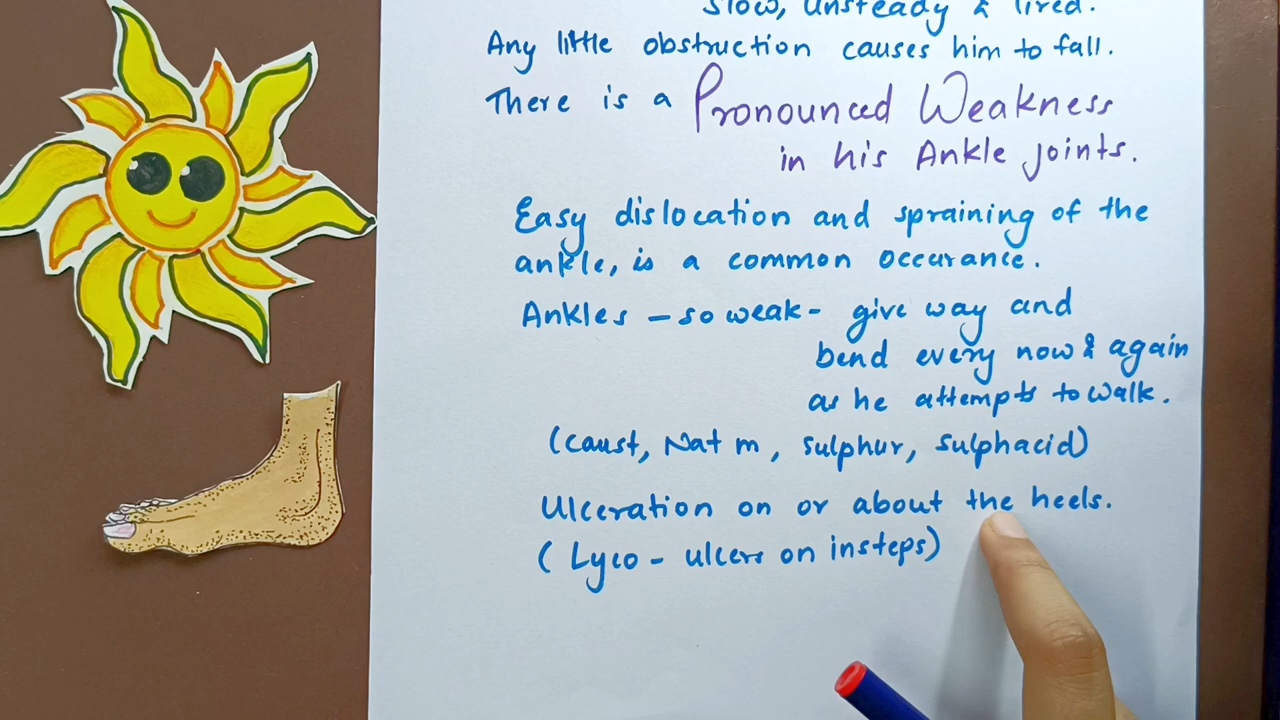 slow, unsteady & tired.
Any little obstruction causes him to fall.
There is a Pronounced Weakness
in his Ankle joints.
Easy dislocation and spraining of the
ankle, is a common occurance.
Ankles - so weak - give way and
bend every now & again
as he attempts to walk.
(Caust, Nat m, sulphur, sulphacid)
Ulceration on or about the heels.
(Lyco - ulcers on insteps)